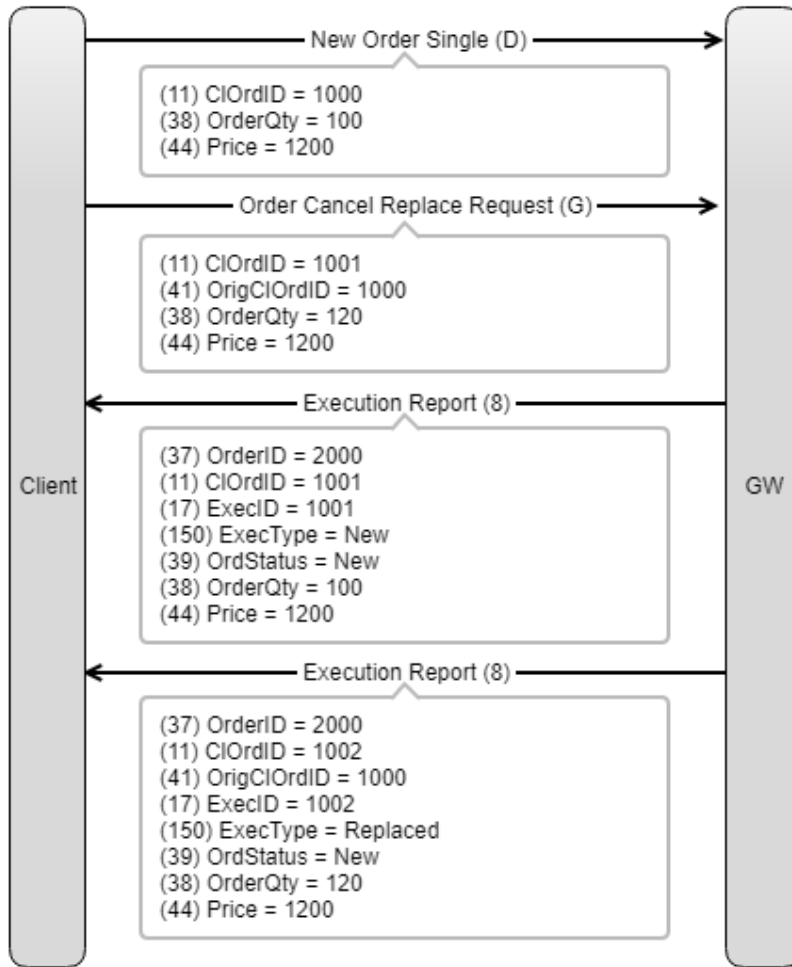 New Order Single (D)
(11) ClOrdID = 1000
(38) OrderQty = 100
(44) Price = 1200
Order Cancel Replace Request (G)
(11) ClOrdID = 1001
(41) OrigClOrdID = 1000
(38) OrderQty = 120
(44) Price = 1200
Execution Report (8)
(37) OrderID = 2000
(11) ClOrdID = 1001
(17) ExecID = 1001
(150) ExecType = New
(39) OrdStatus = New
(38) OrderQty = 100
(44) Price = 1200
Client
GW
Execution Report (8)
(37) OrderID = 2000
(11) ClOrdID = 1002
(41) OrigClOrdID = 1000
(17) ExecID = 1002
(150) ExecType = Replaced
(39) OrdStatus = New
(38) OrderQty = 120
(44) Price = 1200